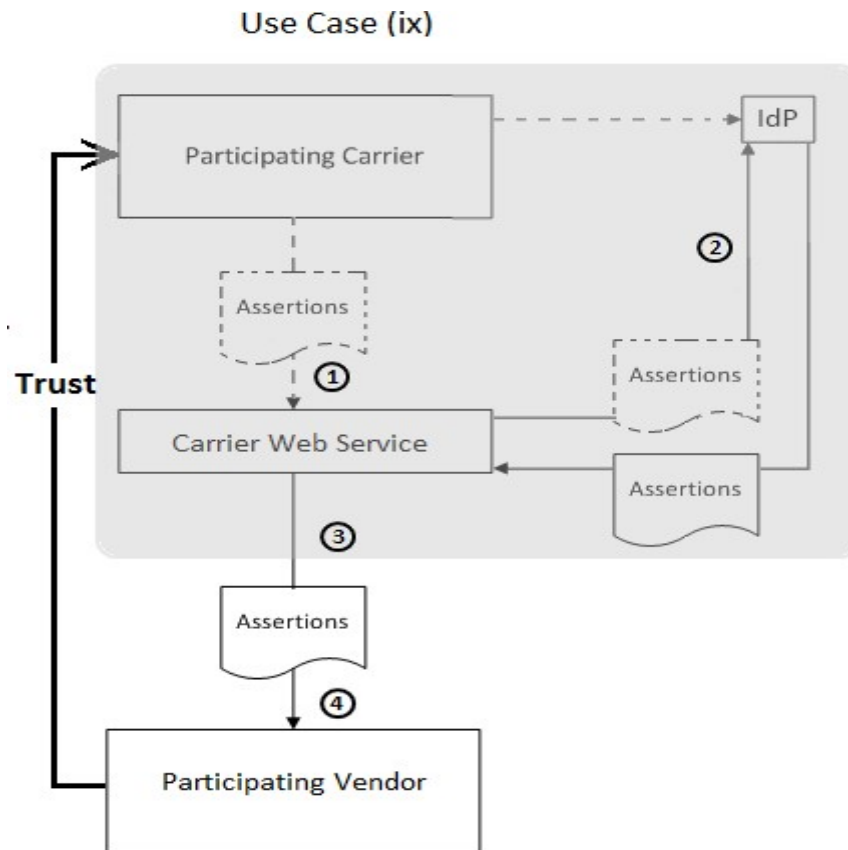 Use Case (ix)
IdP
Participating Carrier
2
Assertions
1
Assertions
Trust
Carrier Web Service
Assertions
3
Assertions
4
Participating Vendor